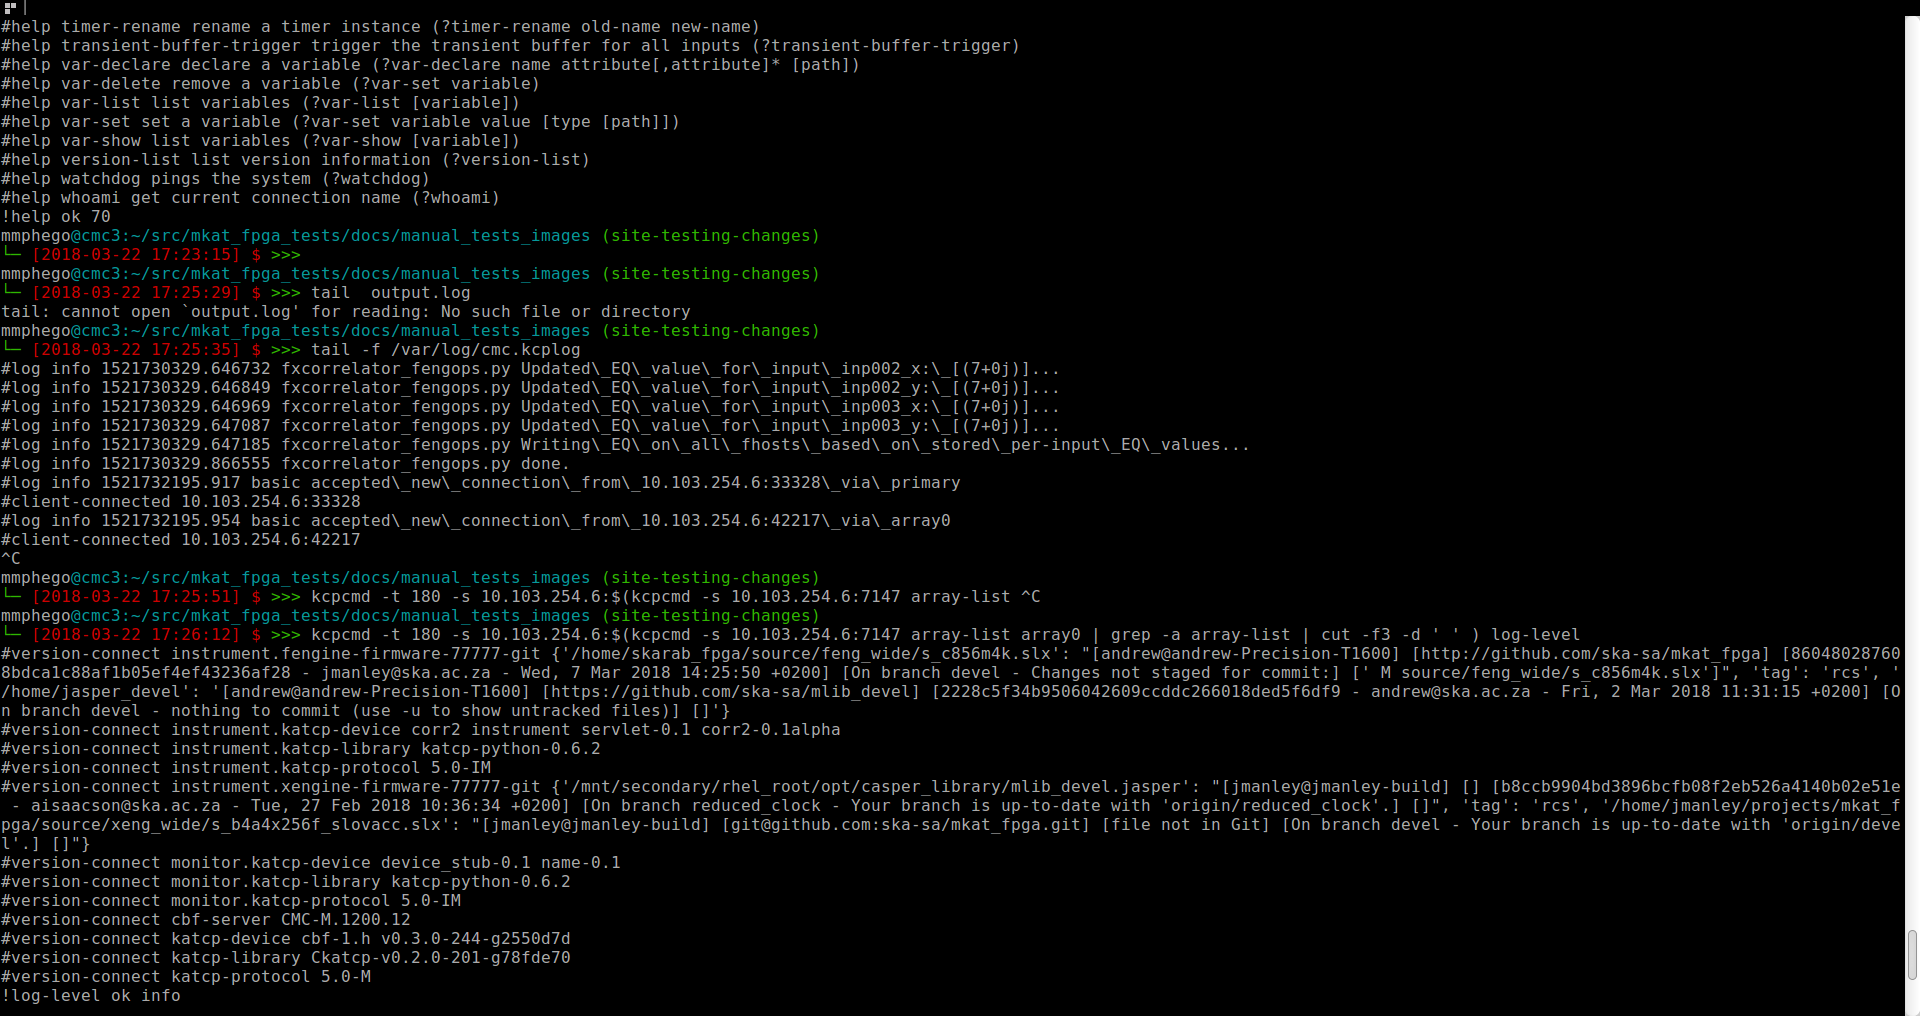 #help timer-rename rename a timer instance (?timer-rename old-name new-name)
#help transient-buffer-trigger trigger the transient buffer for all inputs (?transient-buffer-trigger)
#help var-declare declare a variable (?var-declare name attribute[,attribute]* [path])
#help var-delete remove a variable (?var-set variable)
#help var-list list variables (?var-list [variable])
#help var-set set a variable (?var-set variable value [type [path]])
#help var-show list variables (?var-show [variable])
#help version-list list version information (?version-list)
#help watchdog pings the system (?watchdog)
#help whoami get current connection name (?whoami)
!help ok 70
mmphego@cmc3:~/src/mkat_fpga_tests/docs/manual_tests_images (site-testing-changes)
└─ [2018-03-22 17:23:15] $ >>>
mmphego@cmc3:~/src/mkat_fpga_tests/docs/manual_tests_images (site-testing-changes)
└─ [2018-03-22 17:25:29] $ >>> tail  output.log
tail: cannot open `output.log' for reading: No such file or directory
mmphego@cmc3:~/src/mkat_fpga_tests/docs/manual_tests_images (site-testing-changes)
└─ [2018-03-22 17:25:35] $ >>> tail -f /var/log/cmc.kcplog
#log info 1521730329.646732 fxcorrelator_fengops.py Updated\_EQ\_value\_for\_input\_inp002_x:\_[(7+0j)]...
#log info 1521730329.646849 fxcorrelator_fengops.py Updated\_EQ\_value\_for\_input\_inp002_y:\_[(7+0j)]...
#log info 1521730329.646969 fxcorrelator_fengops.py Updated\_EQ\_value\_for\_input\_inp003_x:\_[(7+0j)]...
#log info 1521730329.647087 fxcorrelator_fengops.py Updated\_EQ\_value\_for\_input\_inp003_y:\_[(7+0j)]...
#log info 1521730329.647185 fxcorrelator_fengops.py Writing\_EQ\_on\_all\_fhosts\_based\_on\_stored\_per-input\_EQ\_values...
#log info 1521730329.866555 fxcorrelator_fengops.py done.
#log info 1521732195.917 basic accepted\_new\_connection\_from\_10.103.254.6:33328\_via\_primary
#client-connected 10.103.254.6:33328
#log info 1521732195.954 basic accepted\_new\_connection\_from\_10.103.254.6:42217\_via\_array0
#client-connected 10.103.254.6:42217
^C
mmphego@cmc3:~/src/mkat_fpga_tests/docs/manual_tests_images (site-testing-changes)
└─ [2018-03-22 17:25:51] $ >>> kcpcmd -t 180 -s 10.103.254.6:$(kcpcmd -s 10.103.254.6:7147 array-list ^C
mmphego@cmc3:~/src/mkat_fpga_tests/docs/manual_tests_images (site-testing-changes)
└─ [2018-03-22 17:26:12] $ >>> kcpcmd -t 180 -s 10.103.254.6:$(kcpcmd -s 10.103.254.6:7147 array-list array0 | grep -a array-list | cut -f3 -d ' ' ) log-level
#version-connect instrument.fengine-firmware-77777-git {'/home/skarab_fpga/source/feng_wide/s_c856m4k.slx': "[andrew@andrew-Precision-T1600] [http://github.com/ska-sa/mkat_fpga] [86048028760
8bdca1c88af1b05ef4ef43236af28 - jmanley@ska.ac.za - Wed, 7 Mar 2018 14:25:50 +0200] [On branch devel - Changes not staged for commit:] [' M source/feng_wide/s_c856m4k.slx']", 'tag': 'rcs', '
/home/jasper_devel': '[andrew@andrew-Precision-T1600] [https://github.com/ska-sa/mlib_devel] [2228c5f34b9506042609ccddc266018ded5f6df9 - andrew@ska.ac.za - Fri, 2 Mar 2018 11:31:15 +0200] [O
n branch devel - nothing to commit (use -u to show untracked files)] []'}
#version-connect instrument.katcp-device corr2 instrument servlet-0.1 corr2-0.1alpha
#version-connect instrument.katcp-library katcp-python-0.6.2
#version-connect instrument.katcp-protocol 5.0-IM
#version-connect instrument.xengine-firmware-77777-git {'/mnt/secondary/rhel_root/opt/casper_library/mlib_devel.jasper': "[jmanley@jmanley-build] [] [b8ccb9904bd3896bcfb08f2eb526a4140b02e51e
 - aisaacson@ska.ac.za - Tue, 27 Feb 2018 10:36:34 +0200] [On branch reduced_clock - Your branch is up-to-date with 'origin/reduced_clock'.] []", 'tag': 'rcs', '/home/jmanley/projects/mkat_f
pga/source/xeng_wide/s_b4a4x256f_slovacc.slx': "[jmanley@jmanley-build] [git@github.com:ska-sa/mkat_fpga.git] [file not in Git] [On branch devel - Your branch is up-to-date with 'origin/deve
l'.] []"}
#version-connect monitor.katcp-device device_stub-0.1 name-0.1
#version-connect monitor.katcp-library katcp-python-0.6.2
#version-connect monitor.katcp-protocol 5.0-IM
#version-connect cbf-server CMC-M.1200.12
#version-connect katcp-device cbf-1.h v0.3.0-244-g2550d7d
#version-connect katcp-library Ckatcp-v0.2.0-201-g78fde70
#version-connect katcp-protocol 5.0-M
!log-level ok info